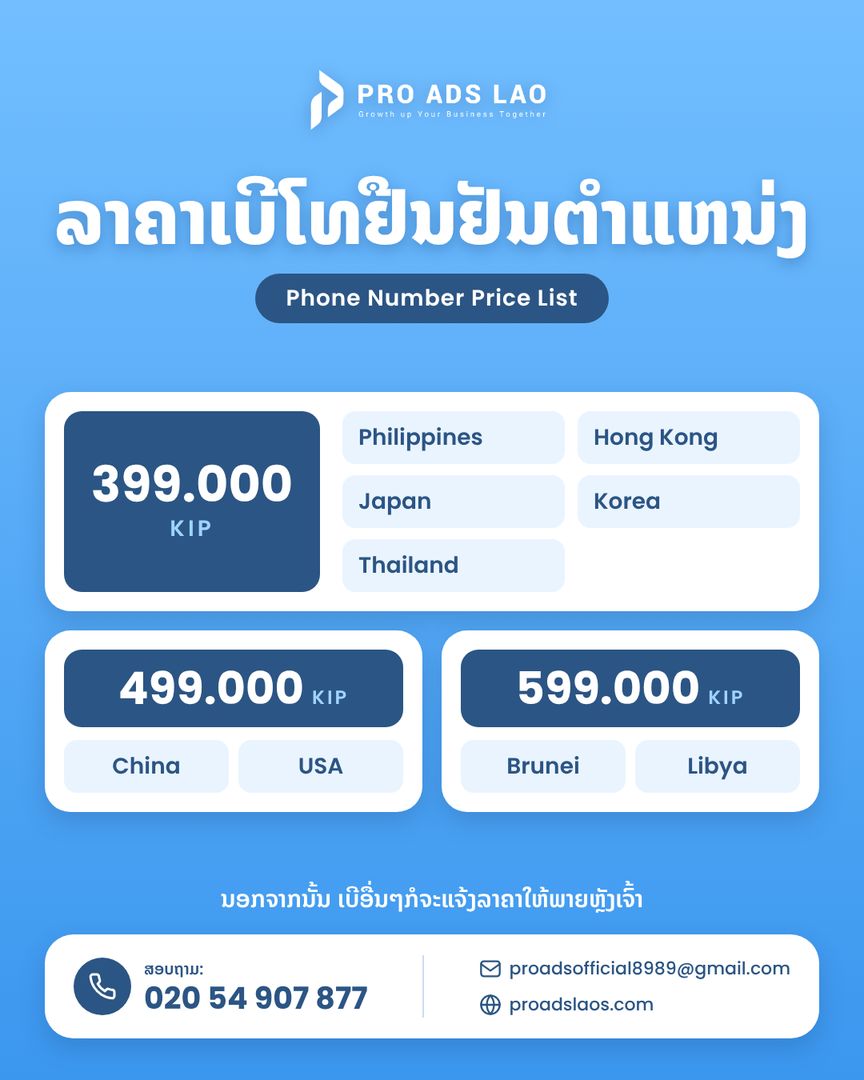 PRO ADS LAO
Growth up Your Business Together
ລາຄາເບີໂທຢືນຢັນຕຳແຫນ່ງ
Phone Number Price List
399.000
KIP
Philippines
Hong Kong
Japan
Korea
Thailand
499.000 KIP
China
USA
599.000 KIP
Brunei
Libya
ນອກຈາກນັ້ນ ເບີອື່ນໆກໍຈະແຈ້ງລາຄາໃຫ້ພາຍຫຼັງເຈົ້າ
ສອບຖາມ:
020 54 907 877
proadsofficial8989@gmail.com
proadslaos.com